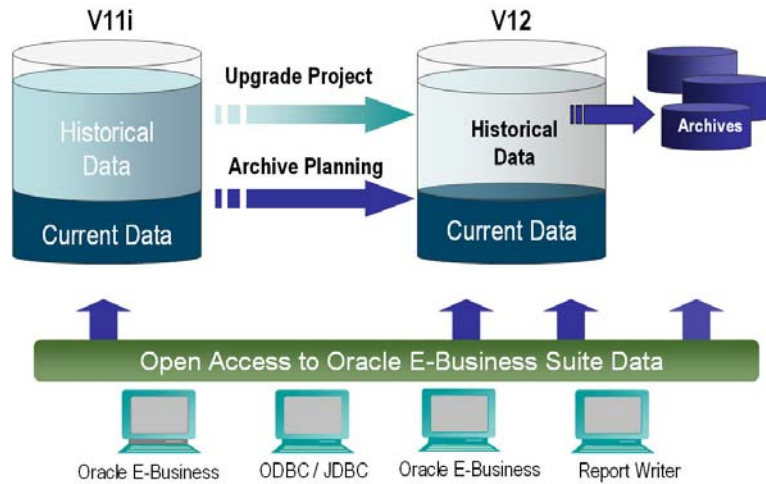 V11i
V12
Upgrade Project
Historical
Data
Historical
Data
Archives
Archive Planning
Current Data
Current Data
Open Access to Oracle E-Business Suite Data
Oracle E-Business
ODBC / JDBC
Oracle E-Business
Report Writer